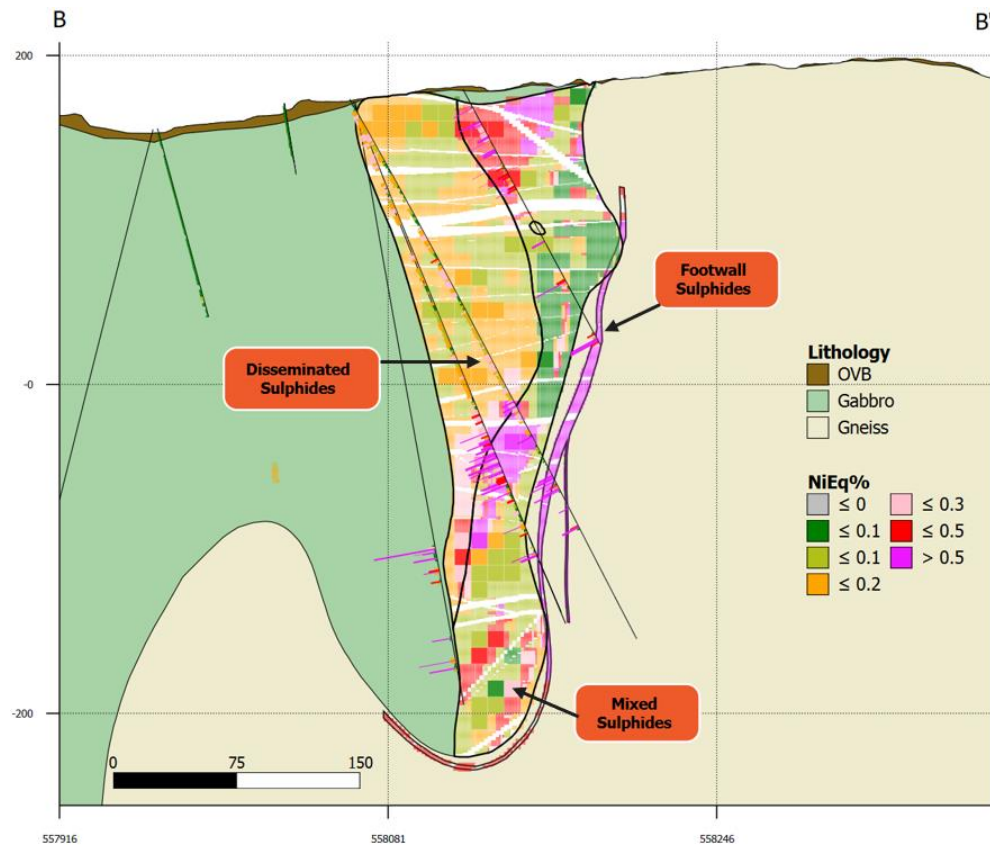 B
B'
200
Footwall
Sulphides
Disseminated
Sulphides
-0
Lithology
OVB
Gabbro
Gneiss
NiEq%
≤ 0
≤ 0.3
≤ 0.1
≤ 0.5
≤ 0.1
> 0.5
≤ 0.2
Mixed
Sulphides
-200
0
75
150
557916
558081
558246